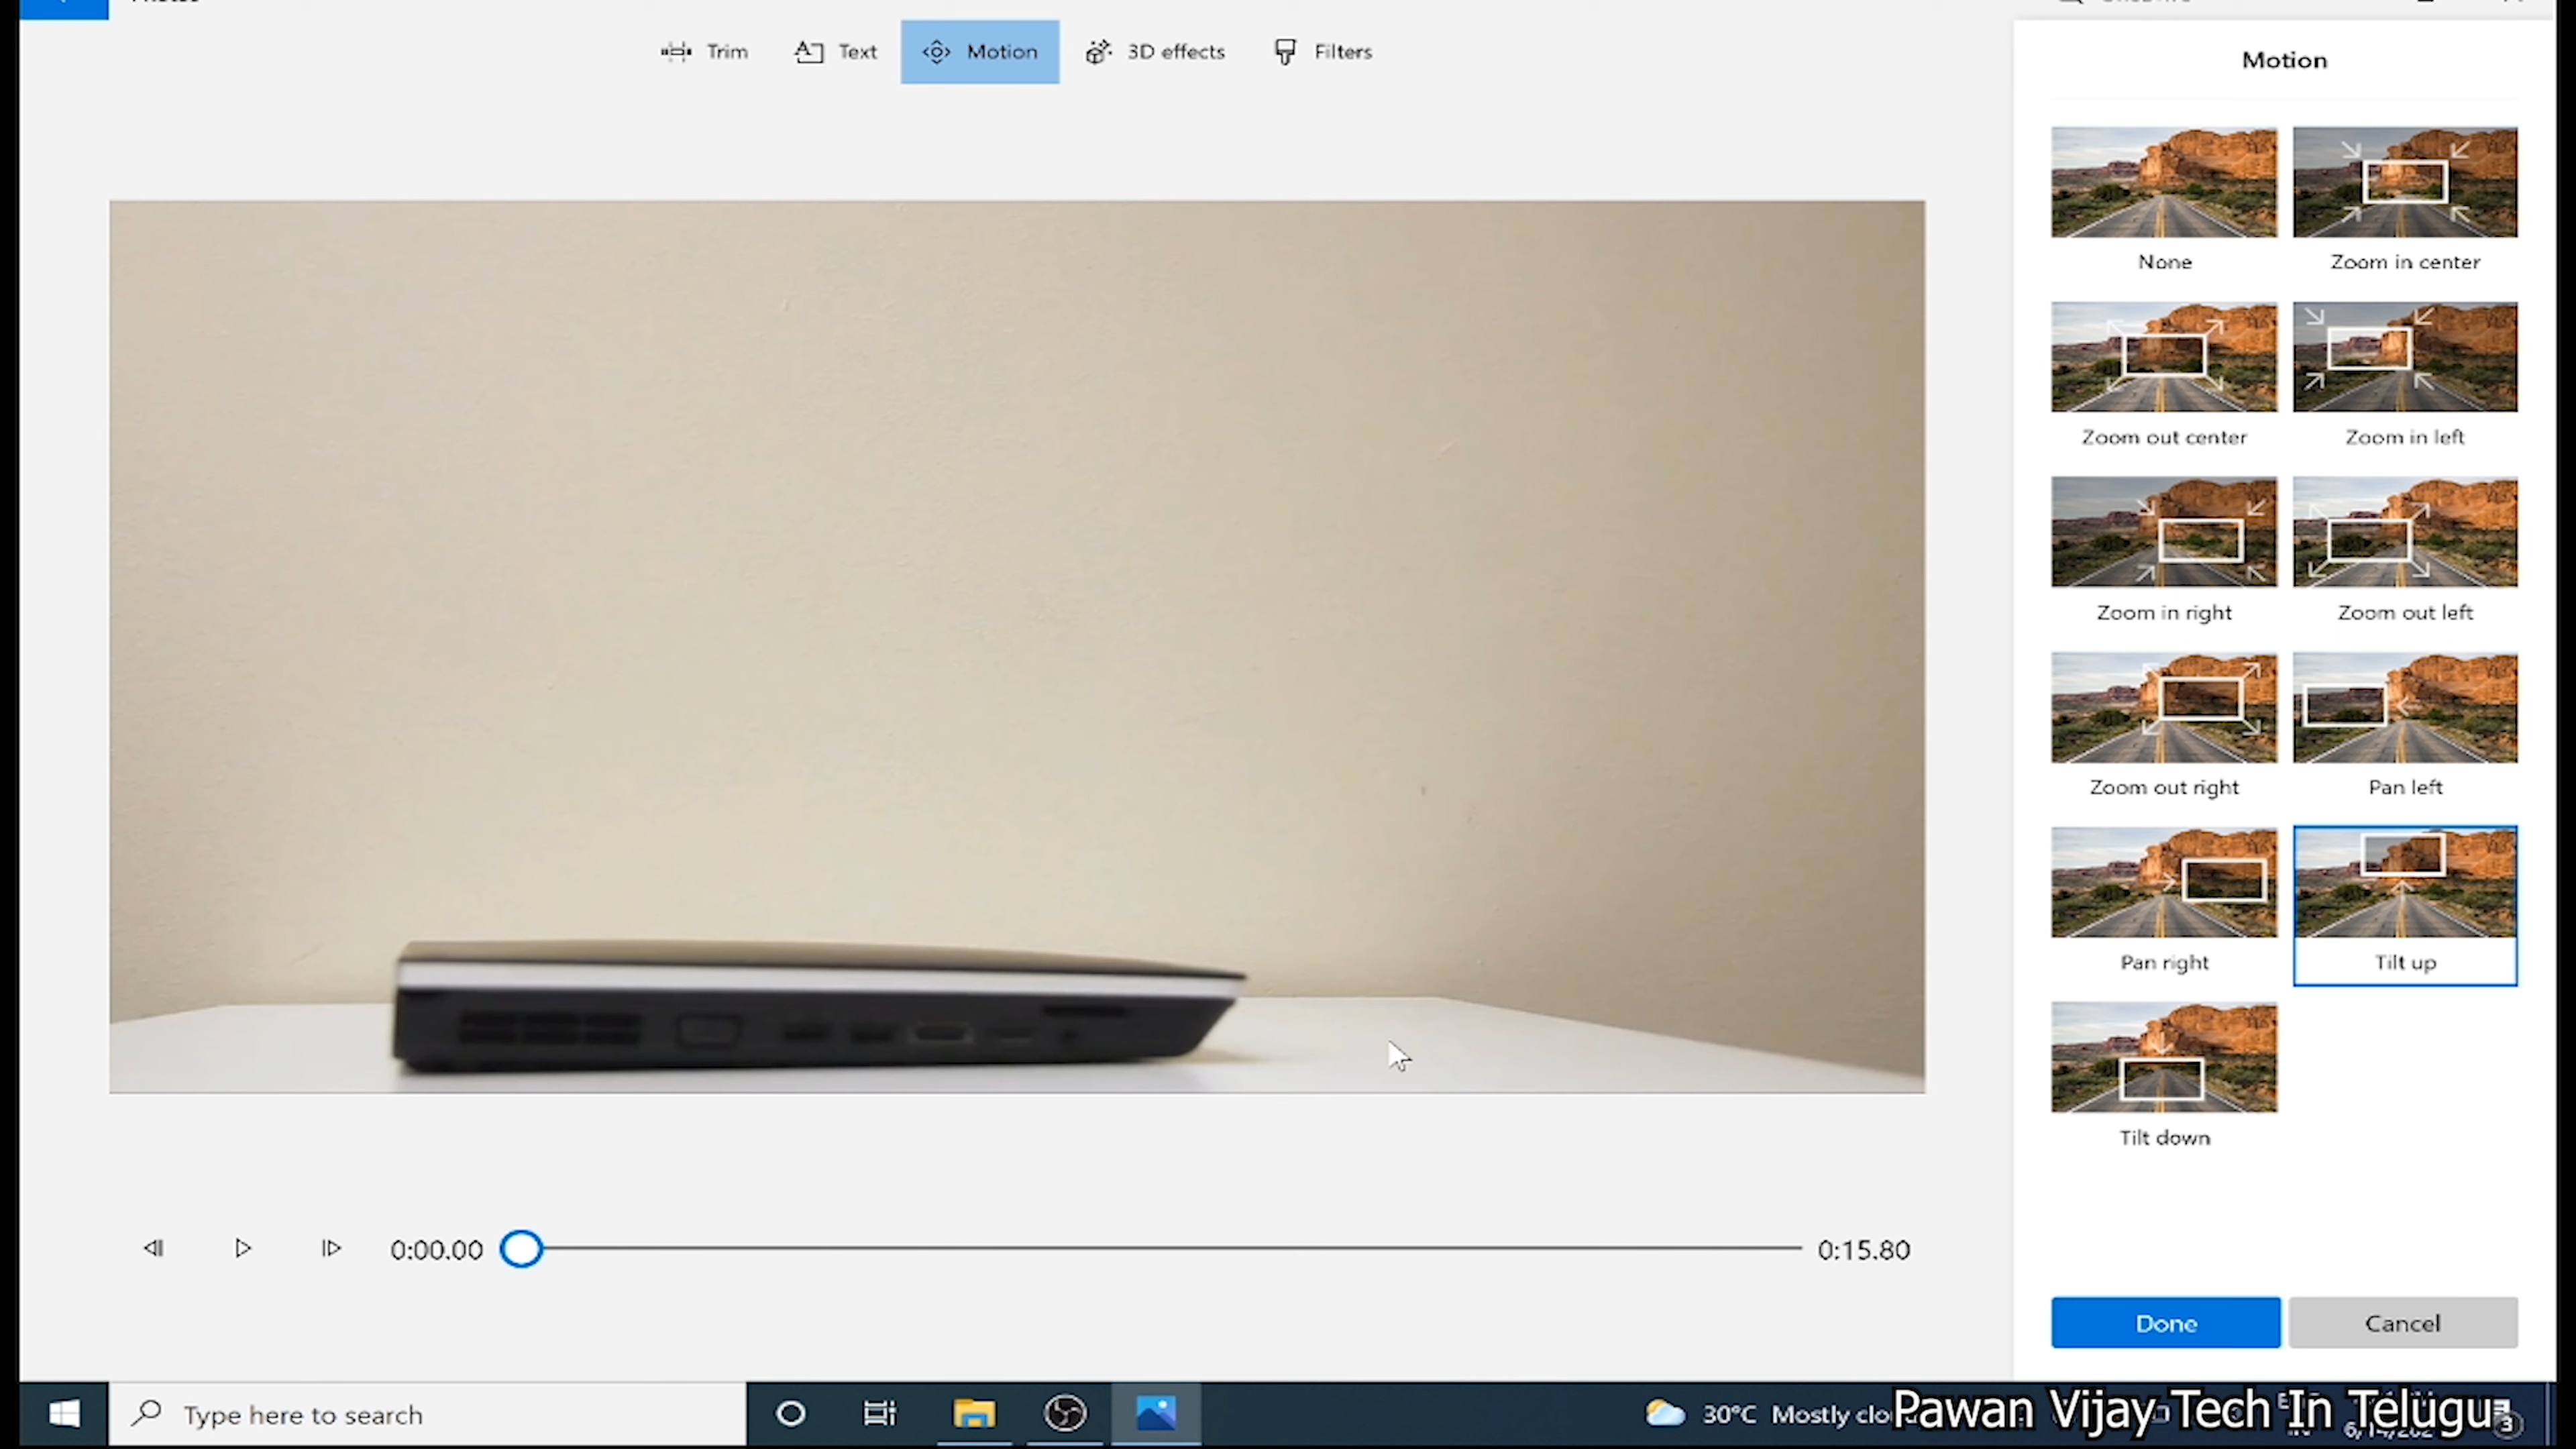 Trim
Text
Motion
3D effects
Filters
Motion
None
Zoom in center
Zoom out center
Zoom in left
Zoom in right
Zoom out left
Zoom out right
Pan left
Pan right
Tilt up
Tilt down
0:00.00
0:15.80
Done
Cancel
Type here to search
30°C Mostly
Pawan Vijay Tech In Telugu
3